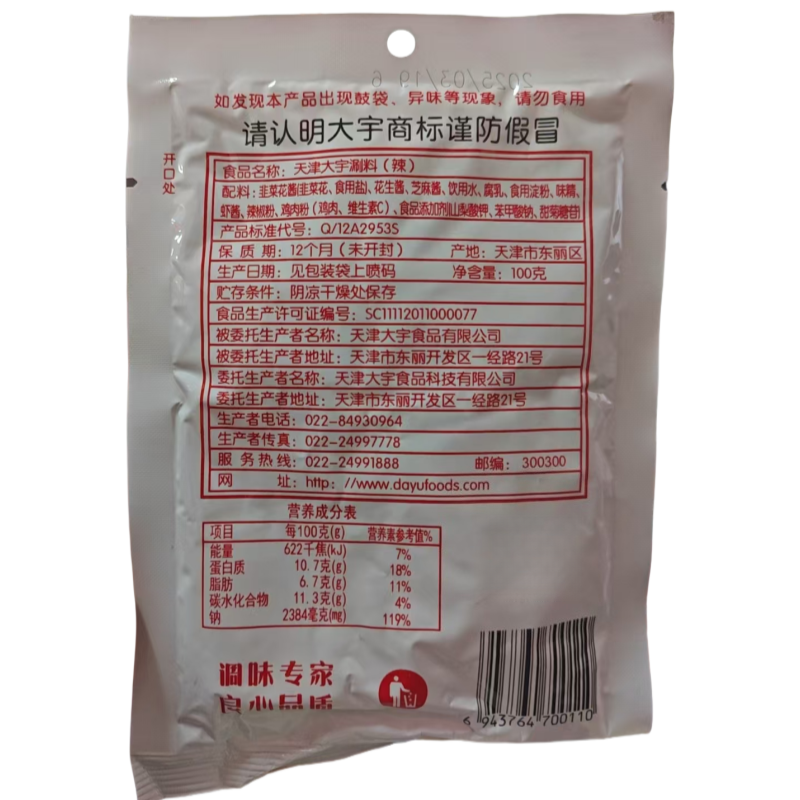 2025/03/19 6
如发现本产品出现鼓袋、异味等现象，请勿食用
请认明大宇商标谨防假冒
开口处
食品名称：天津大宇涮料（辣）
配料：韭菜花酱(韭菜花、食用盐)、花生酱、芝麻酱、饮用水、腐乳、食用淀粉、味精、
虾酱、辣椒粉、鸡肉粉（鸡肉、维生素C）、食品添加剂(山梨酸钾、苯甲酸钠、甜菊糖苷)
产品标准代号：Q/12A2953S
保 质 期：12个月（未开封） 产地：天津市东丽区
生产日期：见包装袋上喷码 净含量：100克
贮存条件：阴凉干燥处保存
食品生产许可证编号：SC11112011000077
被委托生产者名称：天津大宇食品有限公司
被委托生产者地址：天津市东丽开发区一经路21号
委托生产者名称：天津大宇食品科技有限公司
委托生产者地址：天津市东丽开发区一经路21号
生产者电话：022-84930964
生产者传真：022-24997778
服 务 热 线：022-24991888 邮编：300300
网 址：http：//www.dayufoods.com
营养成分表
项目 每100克(g) 营养素参考值%
能量 622千焦(kJ) 7%
蛋白质 10.7克(g) 18%
脂肪 6.7克(g) 11%
碳水化合物 11.3克(g) 4%
钠 2384毫克(mg) 119%
调味专家
良心品质
6 943764 700110